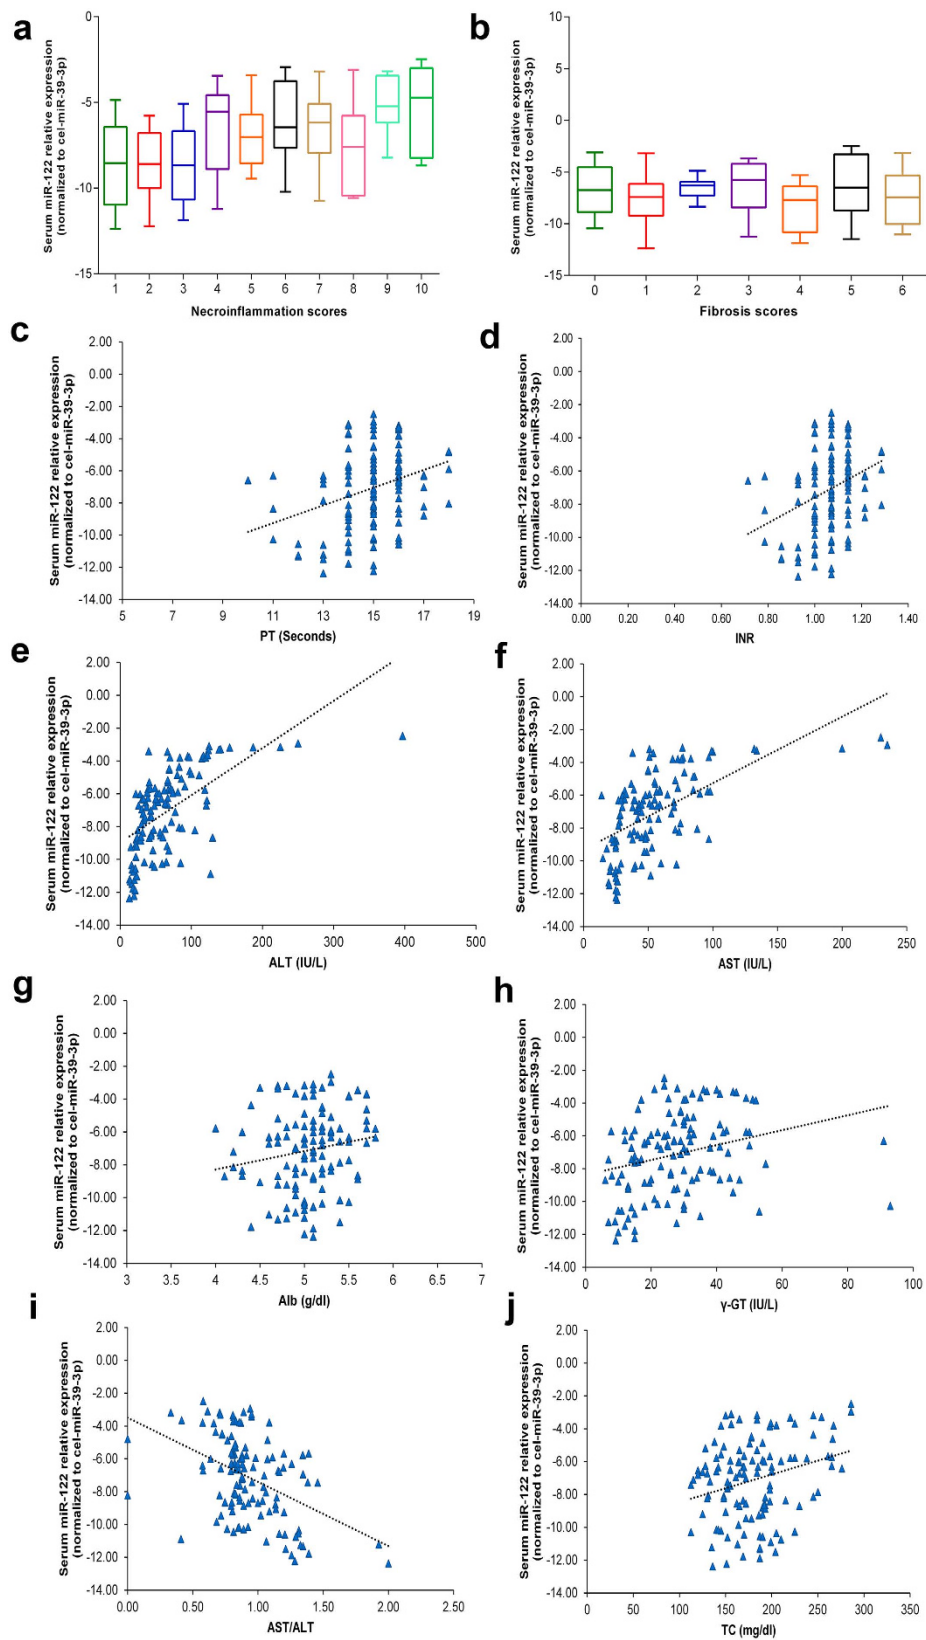 a
Serum miR-122 relative expression
(normalized to cel-miR-39-3p)
0
-5
-10
-15
1 2 3 4 5 6 7 8 9 10
Necroinflammation scores
b
Serum miR-122 relative expression
(normalized to cel-miR-39-3p)
10
5
0
-5
-10
-15
0 1 2 3 4 5 6
Fibrosis scores
c
Serum miR-122 relative expression
(normalized to cel-miR-39-3p)
2.00
0.00
-2.00
-4.00
-6.00
-8.00
-10.00
-12.00
-14.00
5 7 9 11 13 15 17 19
PT (Seconds)
d
Serum miR-122 relative expression
(normalized to cel-miR-39-3p)
2.00
0.00
-2.00
-4.00
-6.00
-8.00
-10.00
-12.00
-14.00
0.00 0.20 0.40 0.60 0.80 1.00 1.20 1.40
INR
e
Serum miR-122 relative expression
(normalized to cel-miR-39-3p)
2.00
0.00
-2.00
-4.00
-6.00
-8.00
-10.00
-12.00
-14.00
0 100 200 300 400 500
ALT (IU/L)
f
Serum miR-122 relative expression
(normalized to cel-miR-39-3p)
2.00
0.00
-2.00
-4.00
-6.00
-8.00
-10.00
-12.00
-14.00
0 50 100 150 200 250
AST (IU/L)
g
Serum miR-122 relative expression
(normalized to cel-miR-39-3p)
2.00
0.00
-2.00
-4.00
-6.00
-8.00
-10.00
-12.00
-14.00
3 3.5 4 4.5 5 5.5 6 6.5 7
Alb (g/dl)
h
Serum miR-122 relative expression
(normalized to cel-miR-39-3p)
2.00
0.00
-2.00
-4.00
-6.00
-8.00
-10.00
-12.00
-14.00
0 20 40 60 80 100
γ-GT (IU/L)
i
Serum miR-122 relative expression
(normalized to cel-miR-39-3p)
2.00
0.00
-2.00
-4.00
-6.00
-8.00
-10.00
-12.00
-14.00
0.00 0.50 1.00 1.50 2.00 2.50
AST/ALT
j
Serum miR-122 relative expression
(normalized to cel-miR-39-3p)
2.00
0.00
-2.00
-4.00
-6.00
-8.00
-10.00
-12.00
-14.00
0 50 100 150 200 250 300 350
TC (mg/dl)